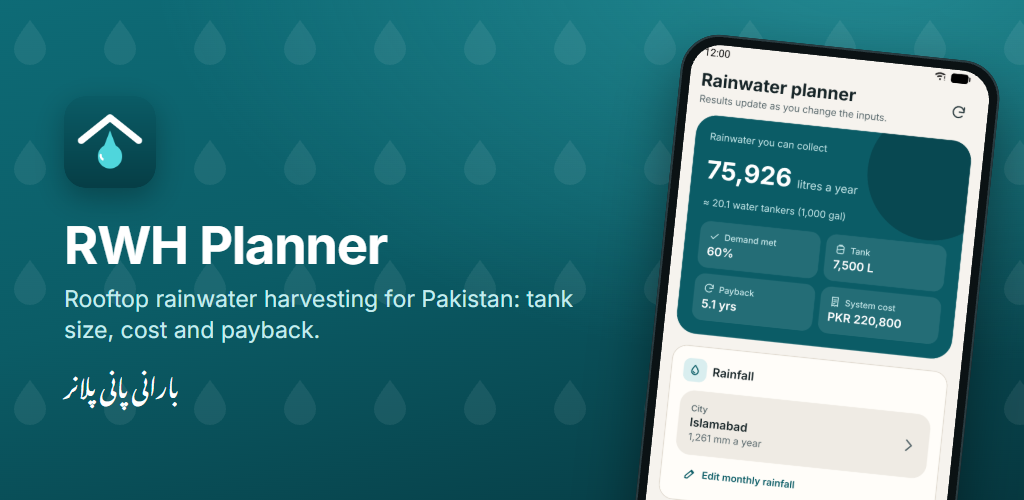 RWH Planner
Rooftop rainwater harvesting for Pakistan: tank
size, cost and payback.
بارانی پانی پلانر
12:00
Rainwater planner
Results update as you change the inputs.
Rainwater you can collect
75,926 litres a year
≈ 20.1 water tankers (1,000 gal)
Demand met
60%
Tank
7,500 L
Payback
5.1 yrs
System cost
PKR 220,800
Rainfall
City
Islamabad
1,261 mm a year
Edit monthly rainfall